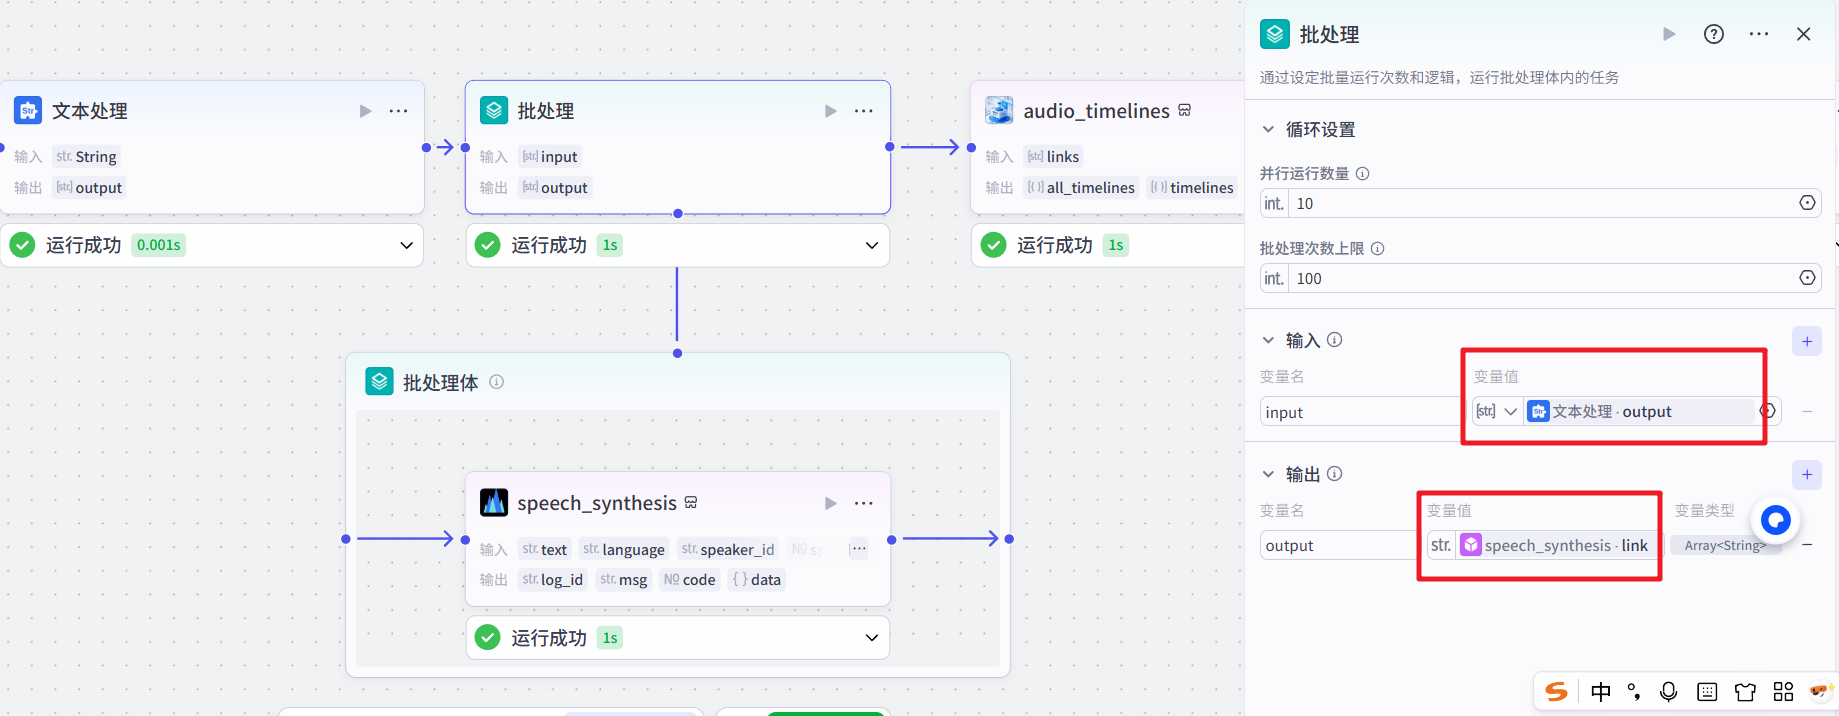 文本处理
输入 str. String
输出 [str] output
运行成功 0.001s
批处理
输入 [str] input
输出 [str] output
运行成功 1s
audio_timelines
输入 [str] links
输出 [()] all_timelines [()] timelines
运行成功 1s
批处理体
speech_synthesis
输入 str. text str. language str. speaker_id №
输出 str. log_id str. msg № code {} data
运行成功 1s
批处理
通过设定批量运行次数和逻辑，运行批处理体内的任务
循环设置
并行运行数量
int. 10
批处理次数上限
int. 100
输入
变量名 变量值
input [str] Str 文本处理 - output
输出
变量名 变量值 变量类型
output str. speech_synthesis - link Array<String>
中